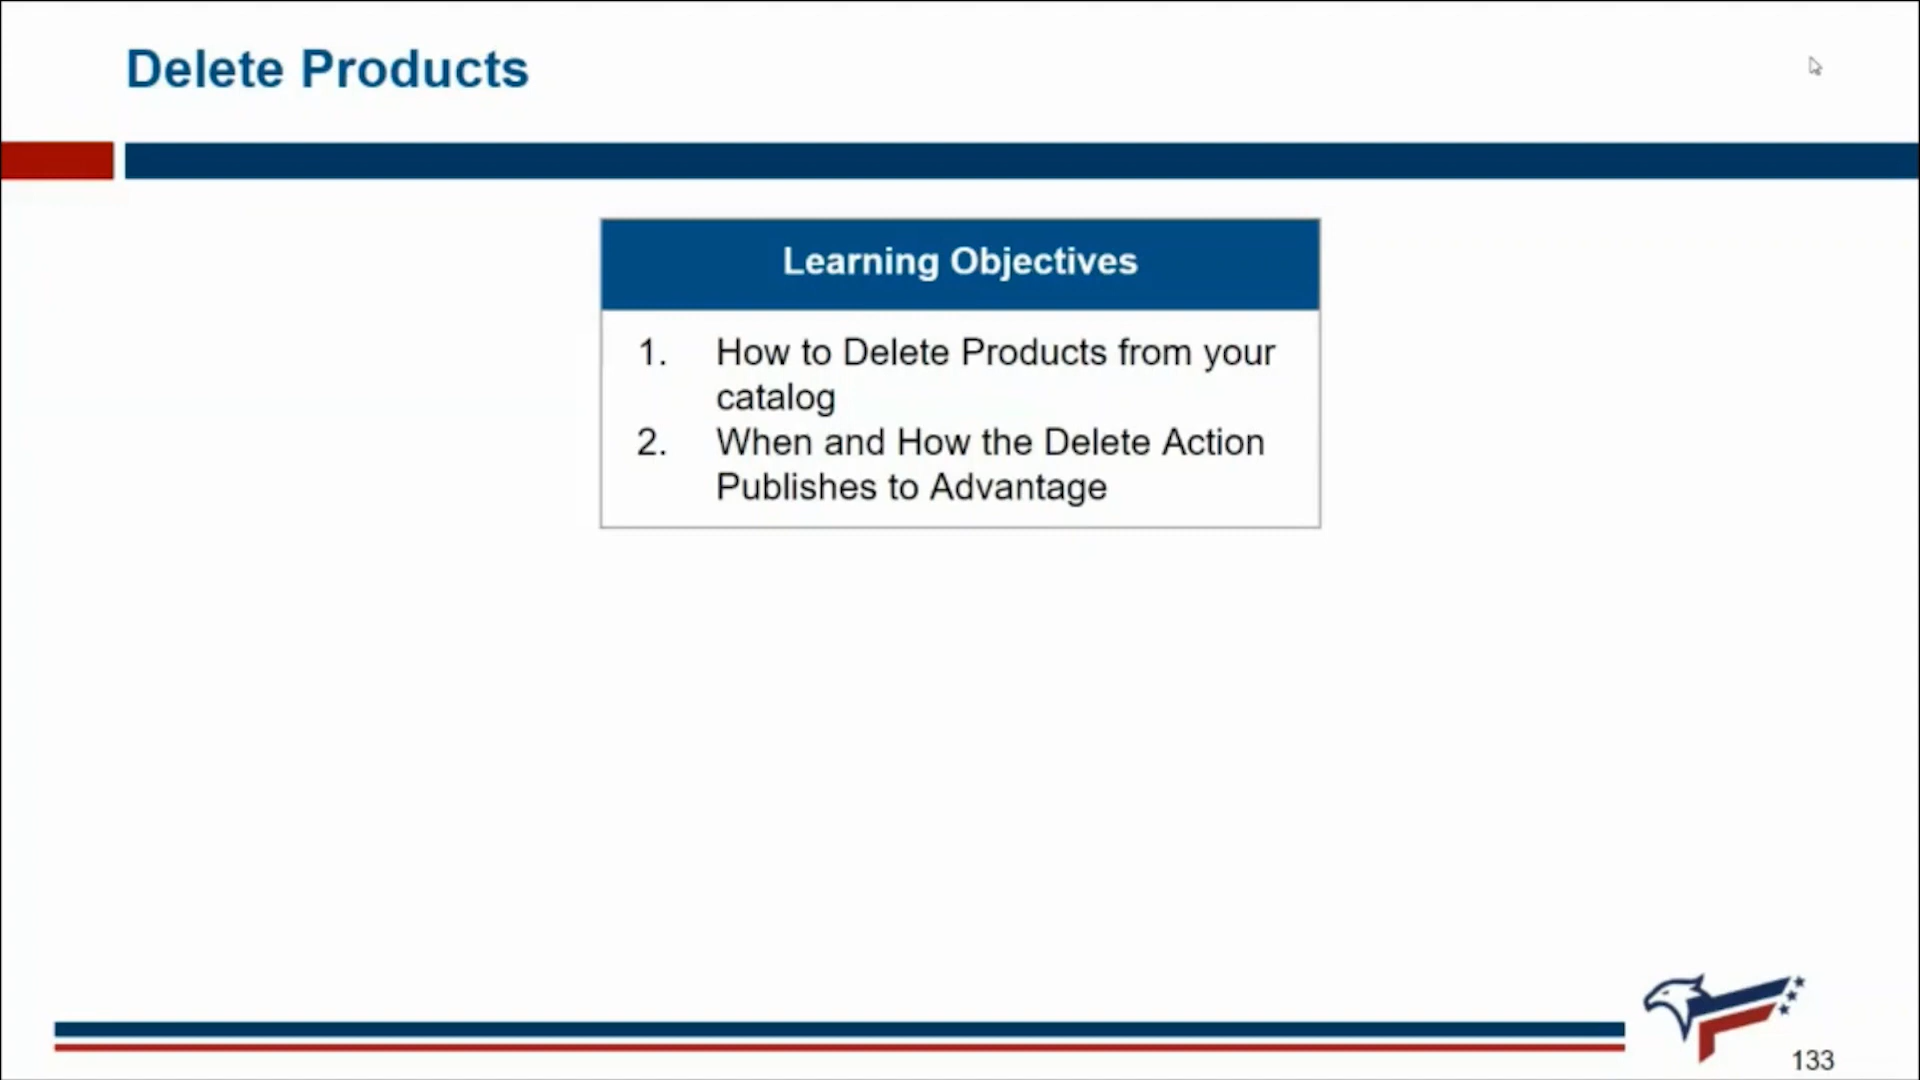 Delete Products
Learning Objectives
1. How to Delete Products from your
catalog
2. When and How the Delete Action
Publishes to Advantage
133